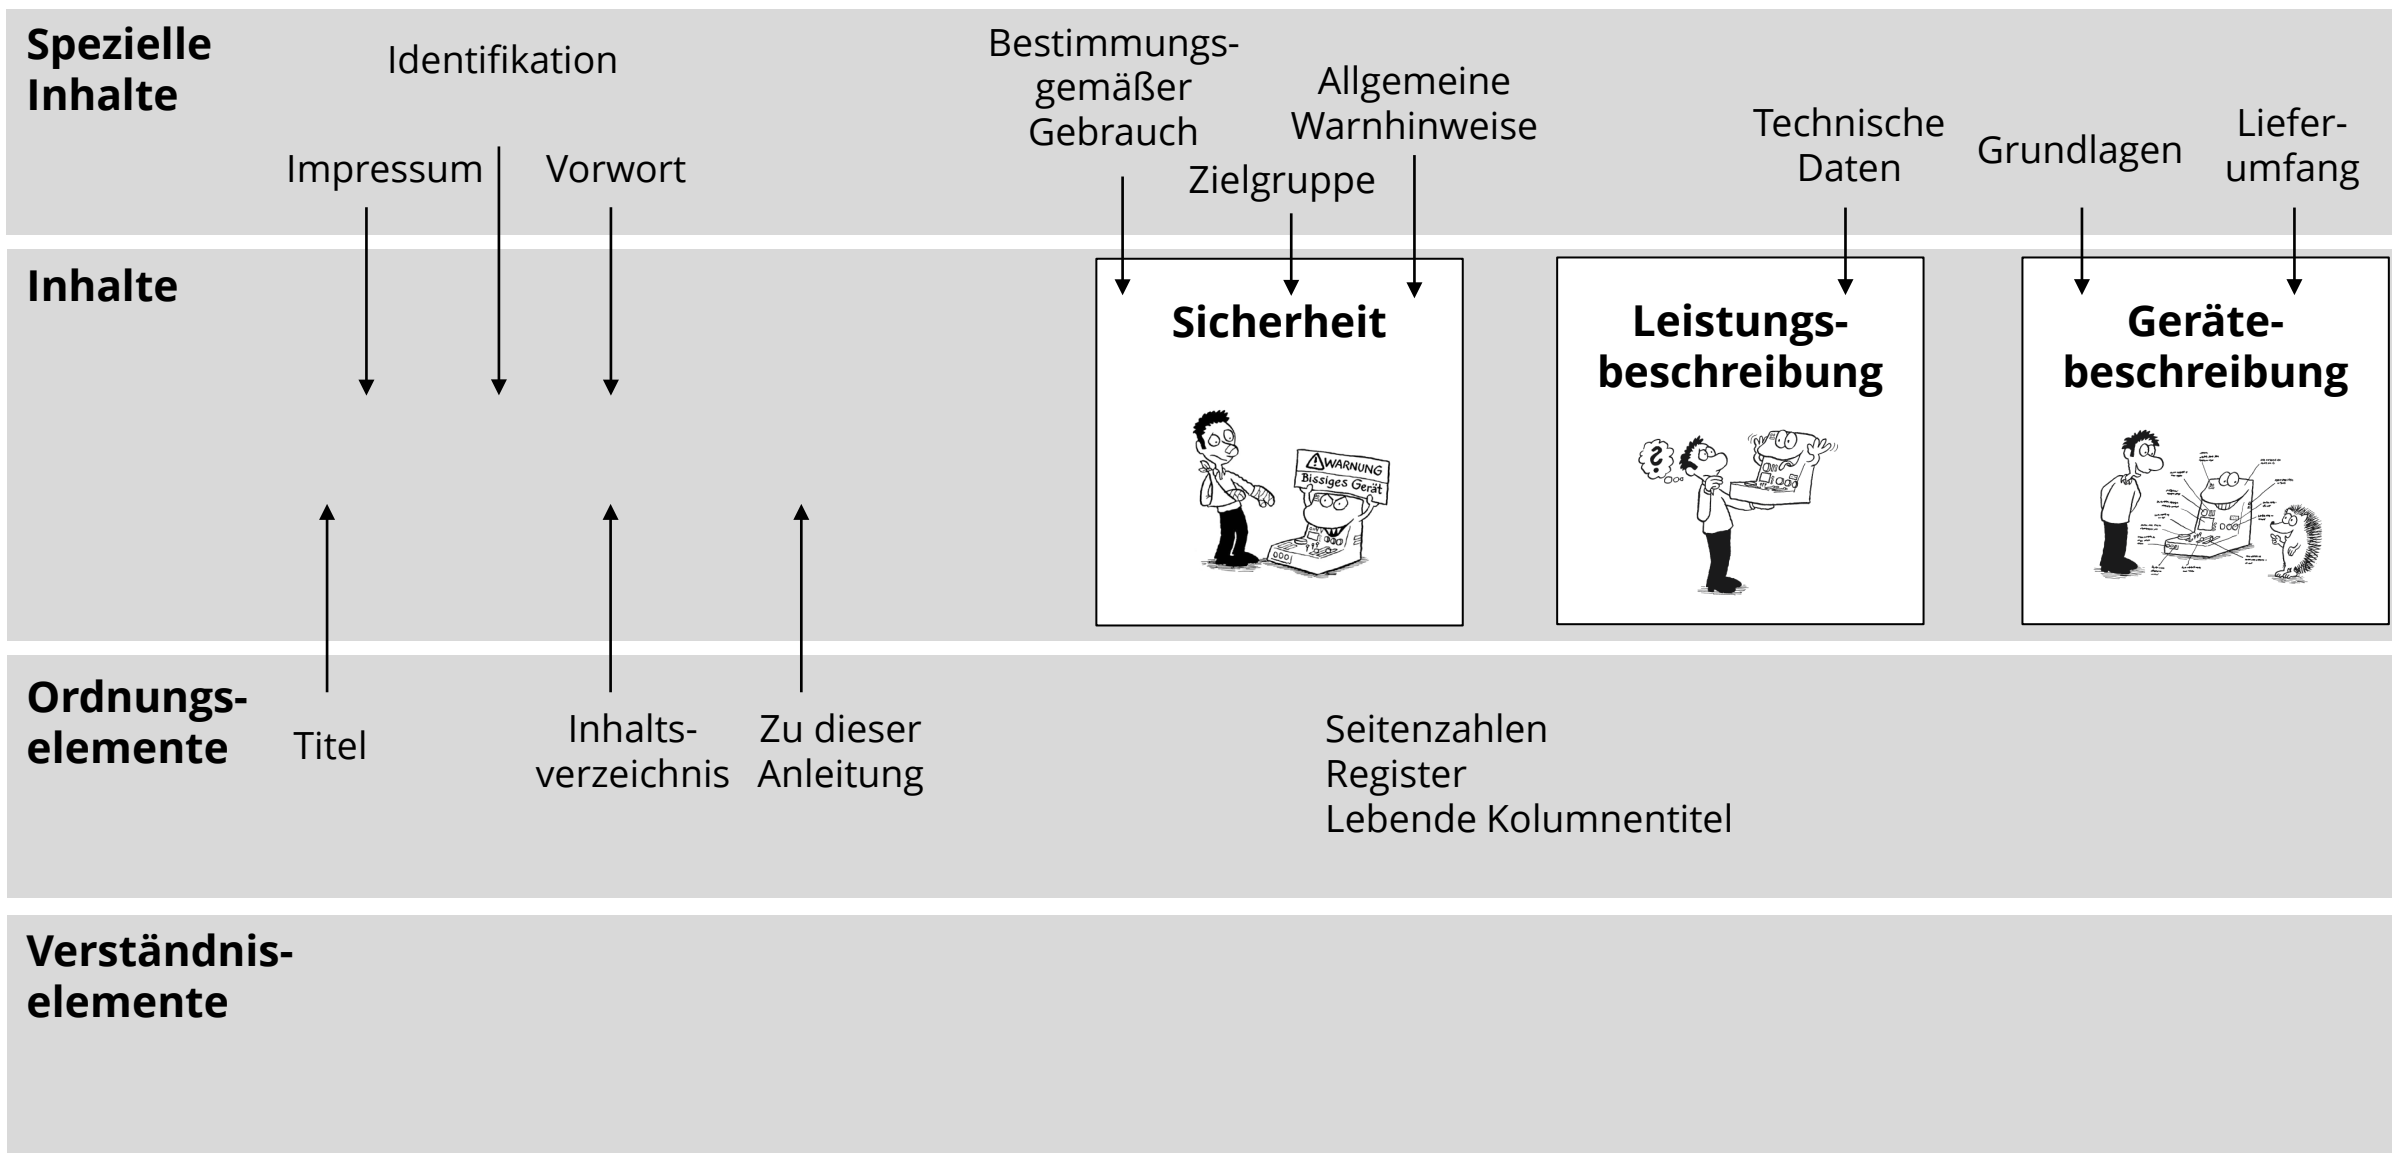 Spezielle
Inhalte
Identifikation
Impressum
Vorwort
Bestimmungs-
gemäßer
Gebrauch
Zielgruppe
Allgemeine
Warnhinweise
Technische
Daten
Grundlagen
Liefer-
umfang
Inhalte
Sicherheit
WARNUNG
Bissiges Gerät
Leistungs-
beschreibung
?
Geräte-
beschreibung
Ordnungs-
elemente
Titel
Inhalts-
verzeichnis
Zu dieser
Anleitung
Seitenzahlen
Register
Lebende Kolumnentitel
Verständnis-
elemente